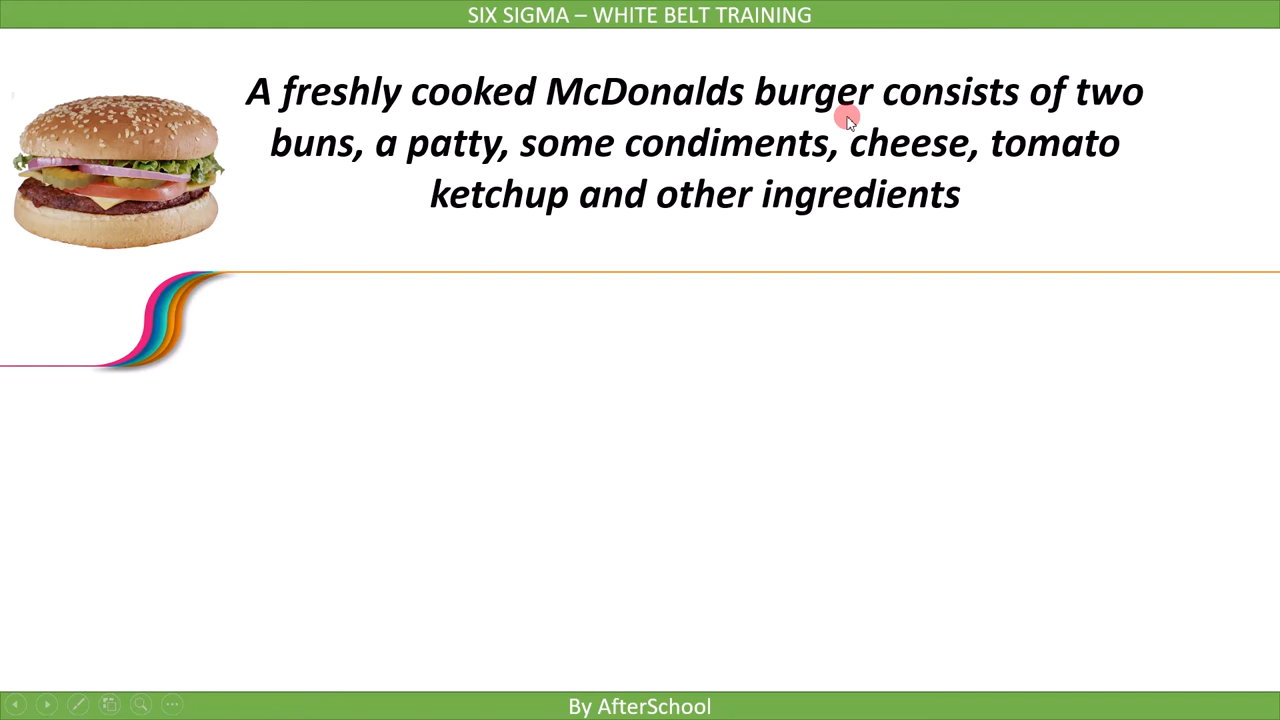 SIX SIGMA – WHITE BELT TRAINING
A freshly cooked McDonalds burger consists of two
buns, a patty, some condiments, cheese, tomato
ketchup and other ingredients
By AfterSchool